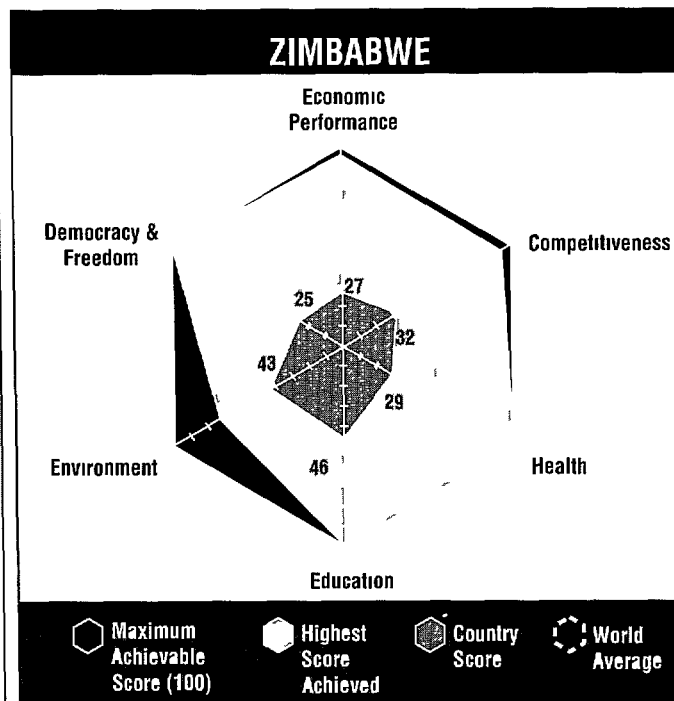 ZIMBABWE
Economic
Performance
Democracy &
Freedom
Competitiveness
27
25
32
43
29
46
Environment
Health
Education
Maximum
Achievable
Score (100)
Highest
Score
Achieved
Country
Score
World
Average